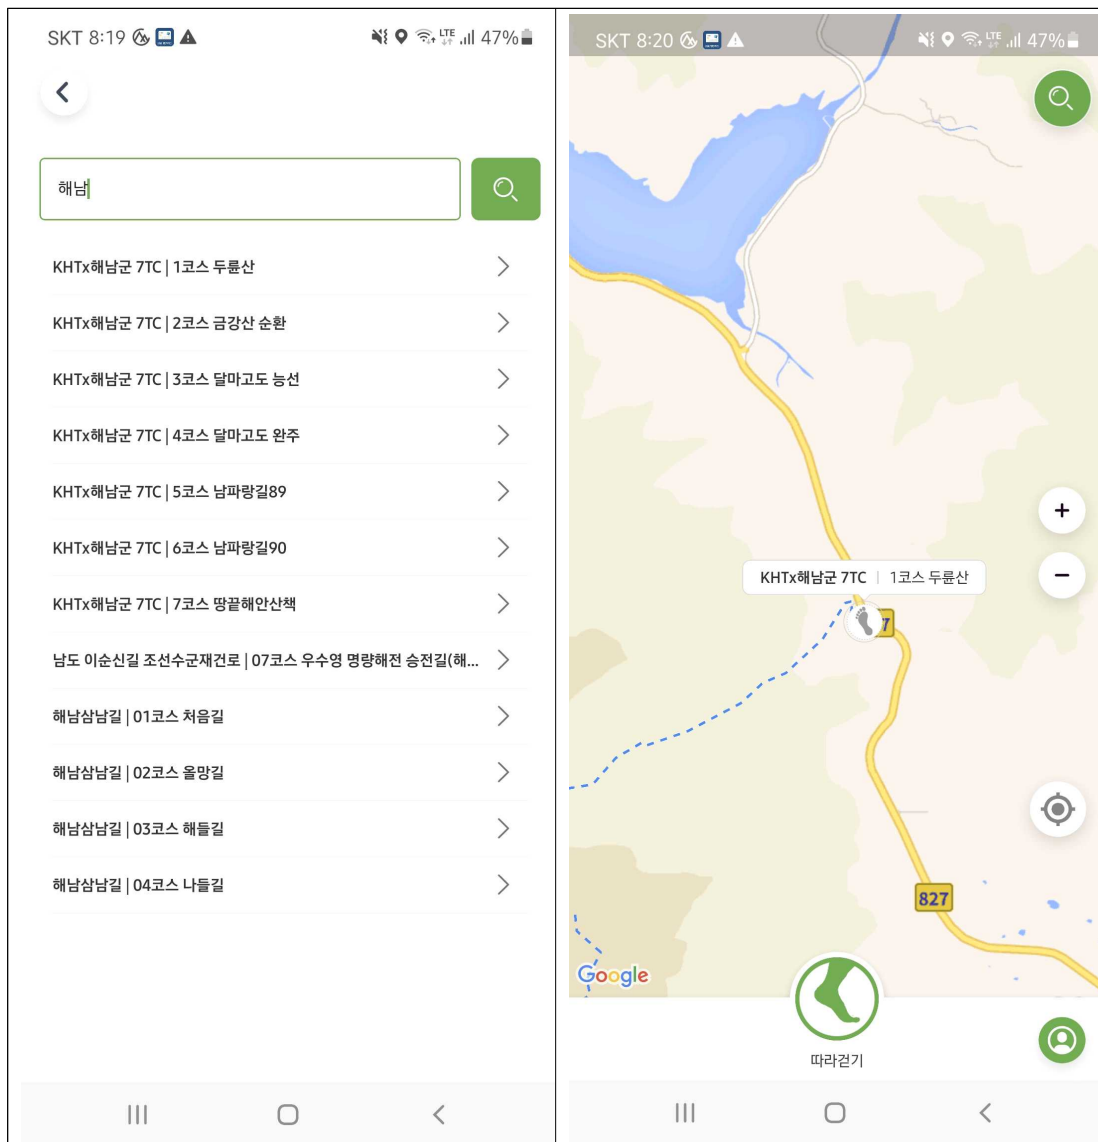 SKT 8:19 LTE 47%
해남
KHTx해남군 7TC | 1코스 두륜산
KHTx해남군 7TC | 2코스 금강산 순환
KHTx해남군 7TC | 3코스 달마고도 능선
KHTx해남군 7TC | 4코스 달마고도 완주
KHTx해남군 7TC | 5코스 남파랑길89
KHTx해남군 7TC | 6코스 남파랑길90
KHTx해남군 7TC | 7코스 땅끝해안산책
남도 이순신길 조선수군재건로 | 07코스 우수영 명량해전 승전길(해...
해남삼남길 | 01코스 처음길
해남삼남길 | 02코스 올망길
해남삼남길 | 03코스 해들길
해남삼남길 | 04코스 나들길
SKT 8:20 LTE 47%
KHTx해남군 7TC | 1코스 두륜산
7
827
Google
따라걷기